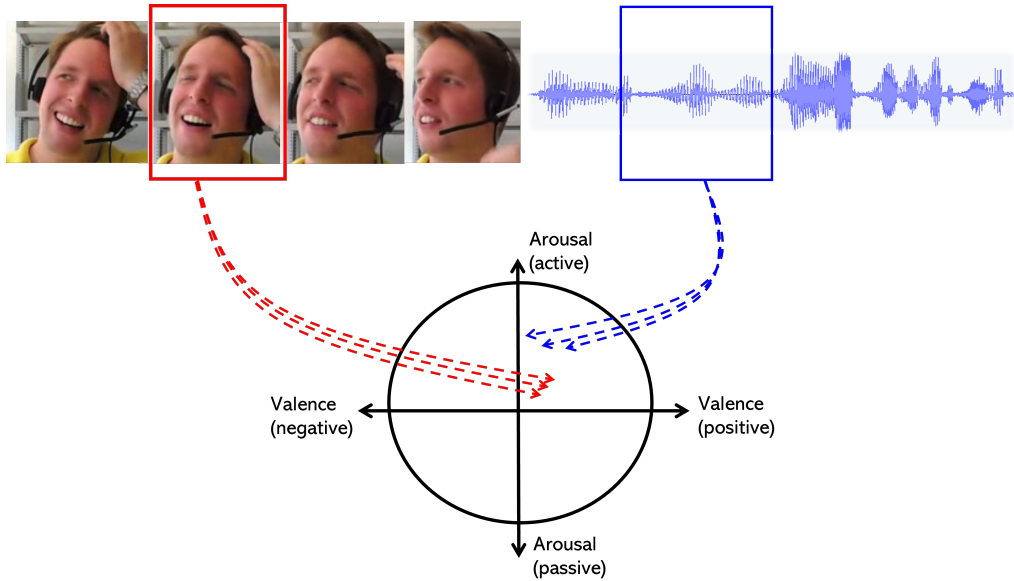 Arousal
(active)
Valence
(negative)
Valence
(positive)
Arousal
(passive)